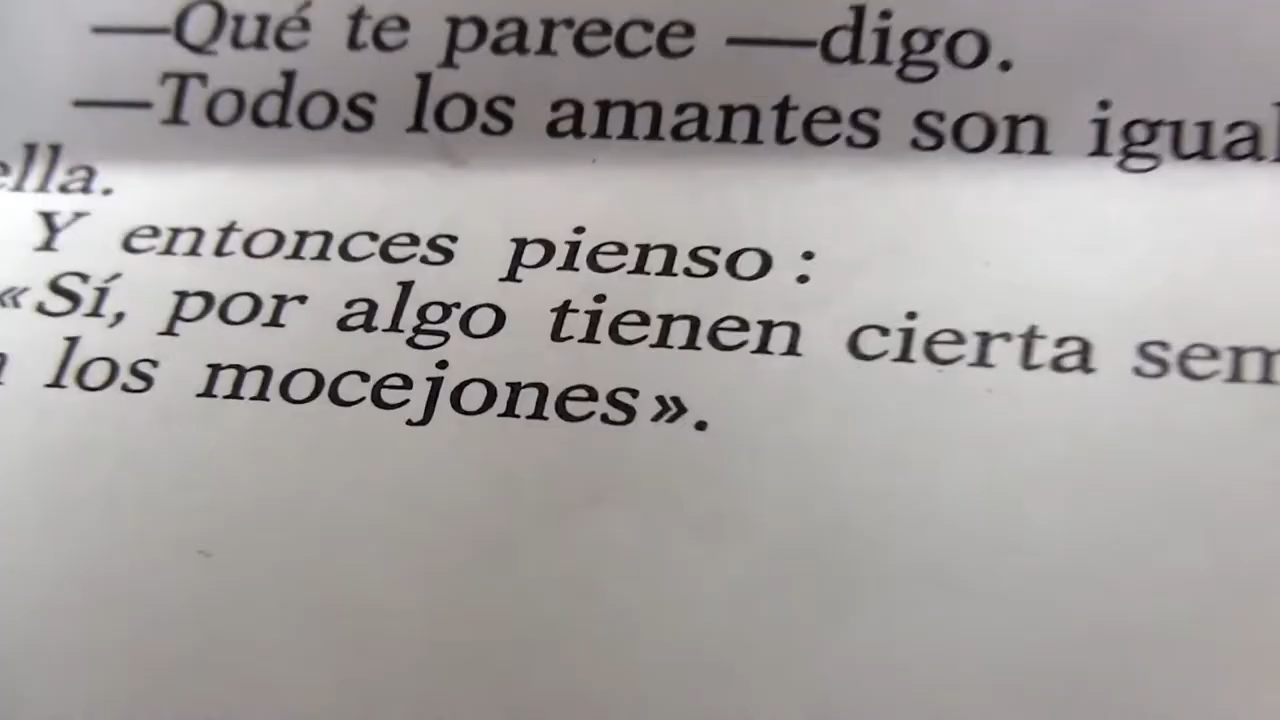 —Qué te parece —digo.
—Todos los amantes son igual
ella.
Y entonces pienso:
«Sí, por algo tienen cierta sem
los mocejones».